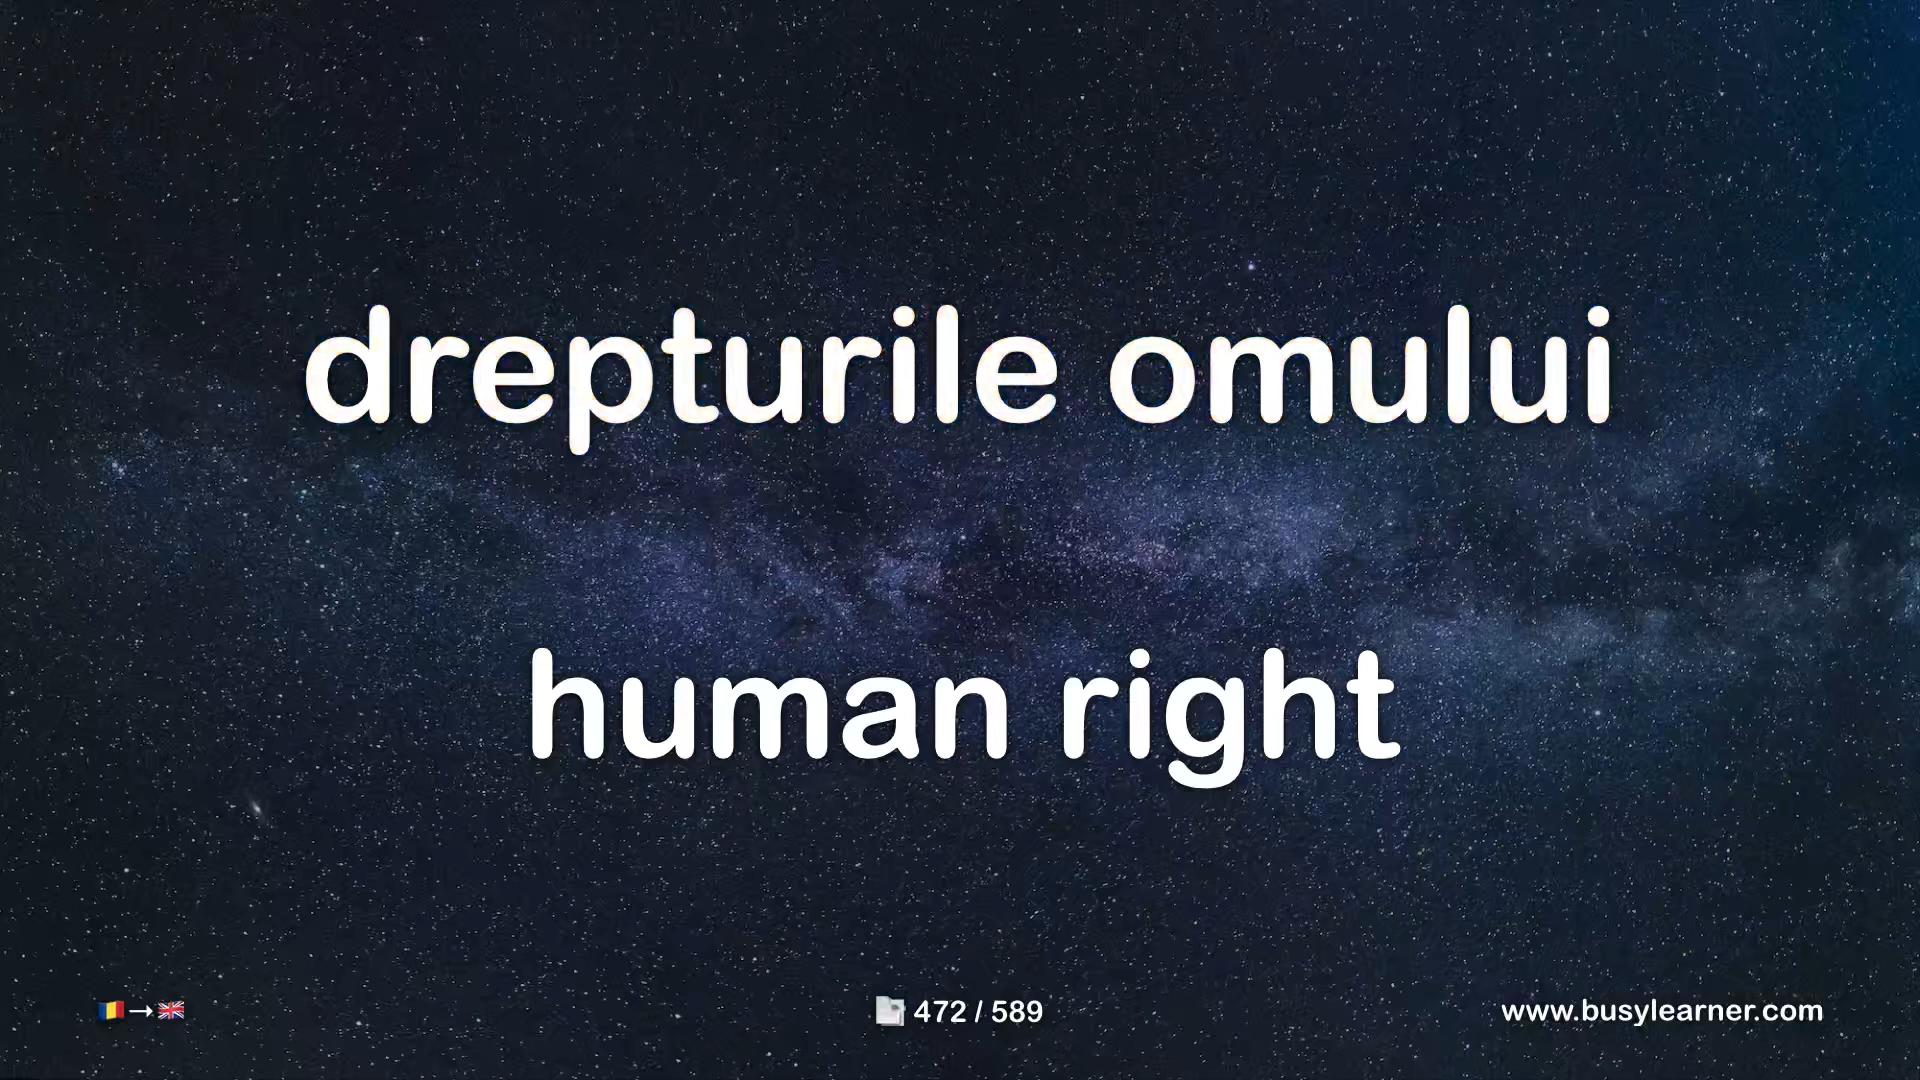 drepturile omului
human right
🇷🇴→🇬🇧 472 / 589 www.busylearner.com